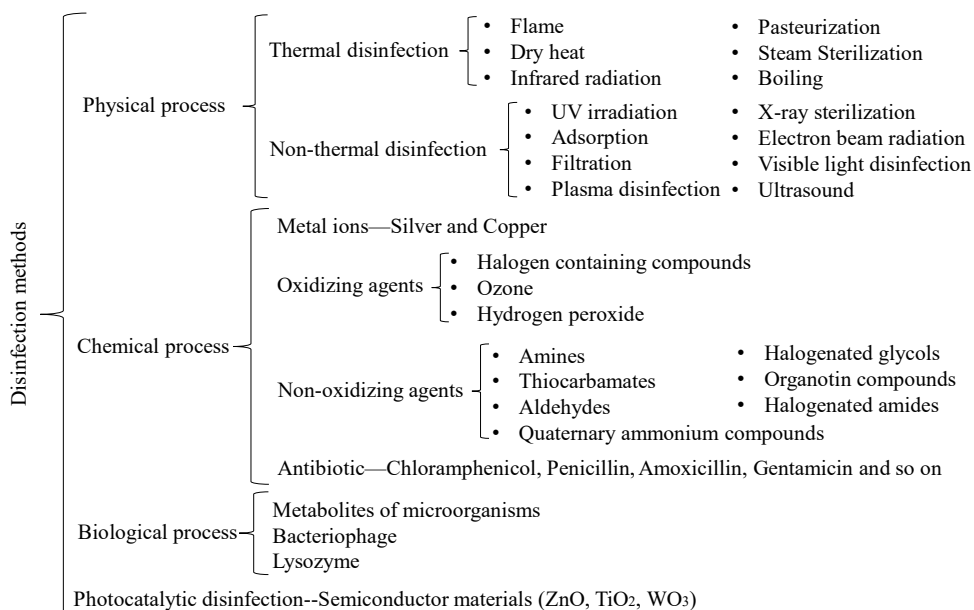 Disinfection methods
Physical process
Thermal disinfection
• Flame
• Dry heat
• Infrared radiation
• Pasteurization
• Steam Sterilization
• Boiling
Non-thermal disinfection
• UV irradiation
• Adsorption
• Filtration
• Plasma disinfection
• X-ray sterilization
• Electron beam radiation
• Visible light disinfection
• Ultrasound
Chemical process
Metal ions—Silver and Copper
Oxidizing agents
• Halogen containing compounds
• Ozone
• Hydrogen peroxide
Non-oxidizing agents
• Amines
• Thiocarbamates
• Aldehydes
• Quaternary ammonium compounds
• Halogenated glycols
• Organotin compounds
• Halogenated amides
Antibiotic—Chloramphenicol, Penicillin, Amoxicillin, Gentamicin and so on
Biological process
Metabolites of microorganisms
Bacteriophage
Lysozyme
Photocatalytic disinfection--Semiconductor materials (ZnO, TiO₂, WO₃)